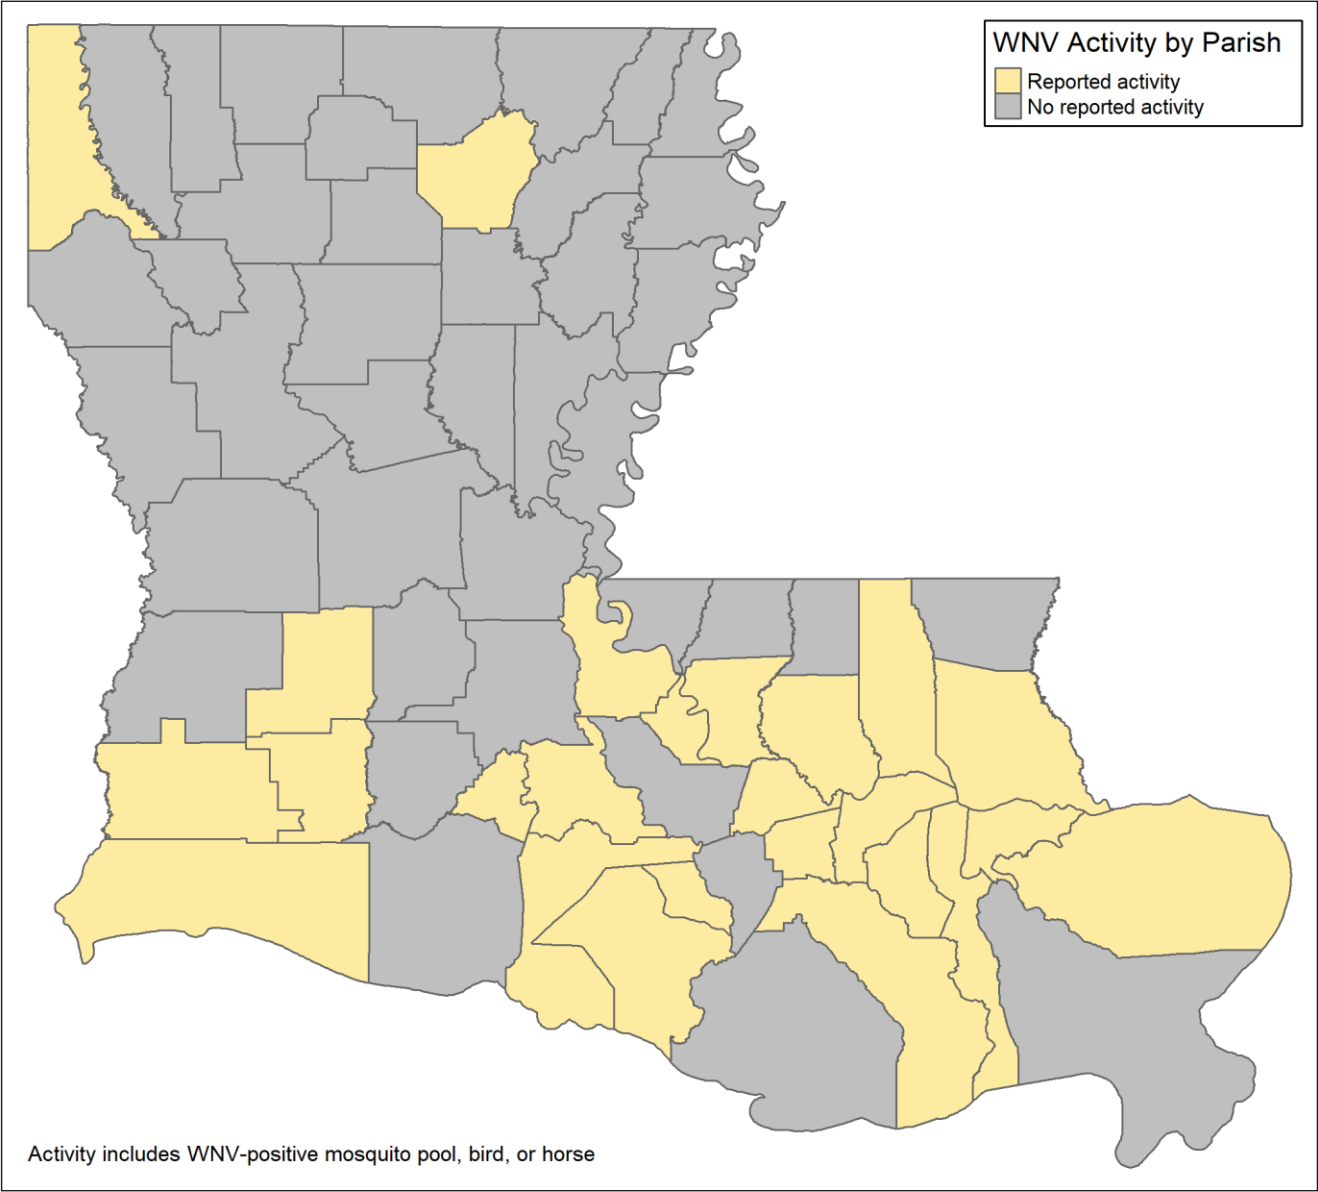 WNV Activity by Parish
Reported activity
No reported activity
Activity includes WNV-positive mosquito pool, bird, or horse